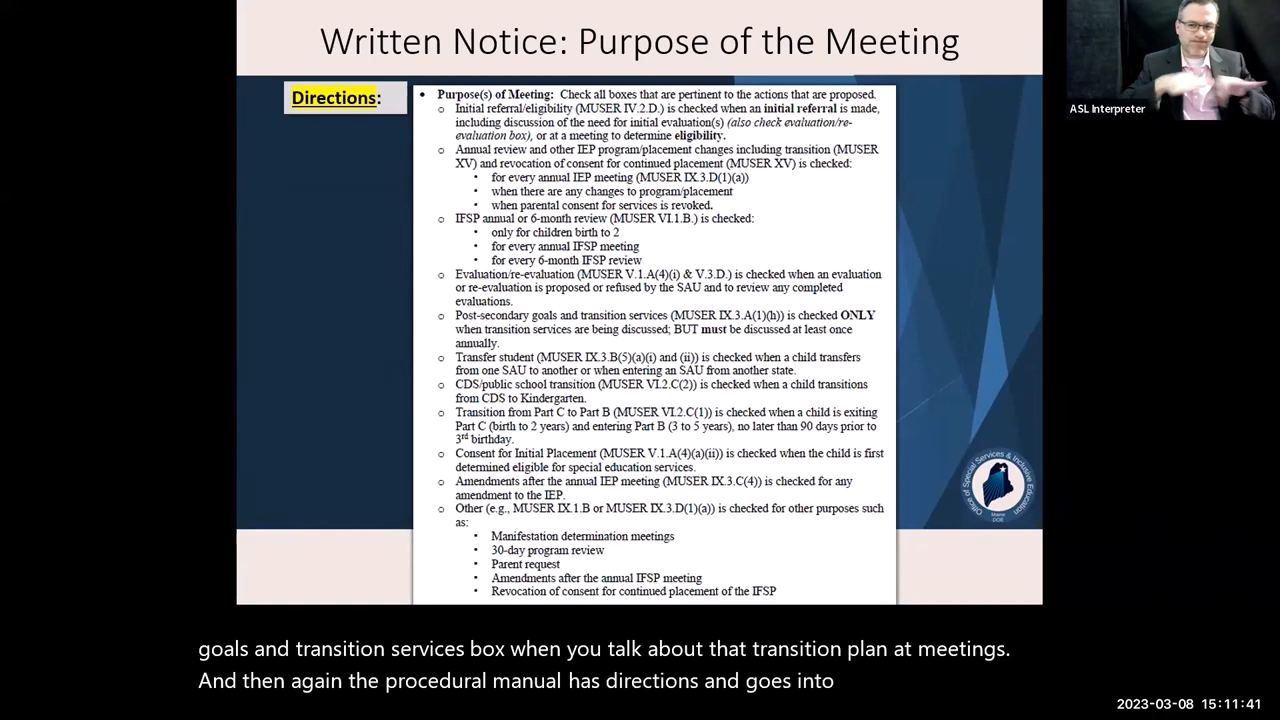 Written Notice: Purpose of the Meeting
Directions:
• Purpose(s) of Meeting: Check all boxes that are pertinent to the actions that are proposed.
o Initial referral/eligibility (MUSER IV.2.D.) is checked when an initial referral is made,
including discussion of the need for initial evaluation(s) (also check evaluation/re-
evaluation box), or at a meeting to determine eligibility.
o Annual review and other IEP program/placement changes including transition (MUSER
XV) and revocation of consent for continued placement (MUSER XV) is checked:
• for every annual IEP meeting (MUSER IX.3.D(1)(a))
• when there are any changes to program/placement
• when parental consent for services is revoked.
o IFSP annual or 6-month review (MUSER VI.1.B.) is checked:
• only for children birth to 2
• for every annual IFSP meeting
• for every 6-month IFSP review
o Evaluation/re-evaluation (MUSER V.1.A(4)(i) & V.3.D.) is checked when an evaluation
or re-evaluation is proposed or refused by the SAU and to review any completed
evaluations.
o Post-secondary goals and transition services (MUSER IX.3.A(1)(h)) is checked ONLY
when transition services are being discussed; BUT must be discussed at least once
annually.
o Transfer student (MUSER IX.3.B(5)(a)(i) and (ii)) is checked when a child transfers
from one SAU to another or when entering an SAU from another state.
o CDS/public school transition (MUSER VI.2.C(2)) is checked when a child transitions
from CDS to Kindergarten.
o Transition from Part C to Part B (MUSER VI.2.C(1)) is checked when a child is exiting
Part C (birth to 2 years) and entering Part B (3 to 5 years), no later than 90 days prior to
3rd birthday.
o Consent for Initial Placement (MUSER V.1.A(4)(a)(ii)) is checked when the child is first
determined eligible for special education services.
o Amendments after the annual IEP meeting (MUSER IX.3.C(4)) is checked for any
amendment to the IEP.
o Other (e.g., MUSER IX.1.B or MUSER IX.3.D(1)(a)) is checked for other purposes such
as:
• Manifestation determination meetings
• 30-day program review
• Parent request
• Amendments after the annual IFSP meeting
• Revocation of consent for continued placement of the IFSP
Office of Special Services & Inclusive Education
Maine
DOE
ASL Interpreter
goals and transition services box when you talk about that transition plan at meetings.
And then again the procedural manual has directions and goes into
2023-03-08 15:11:41